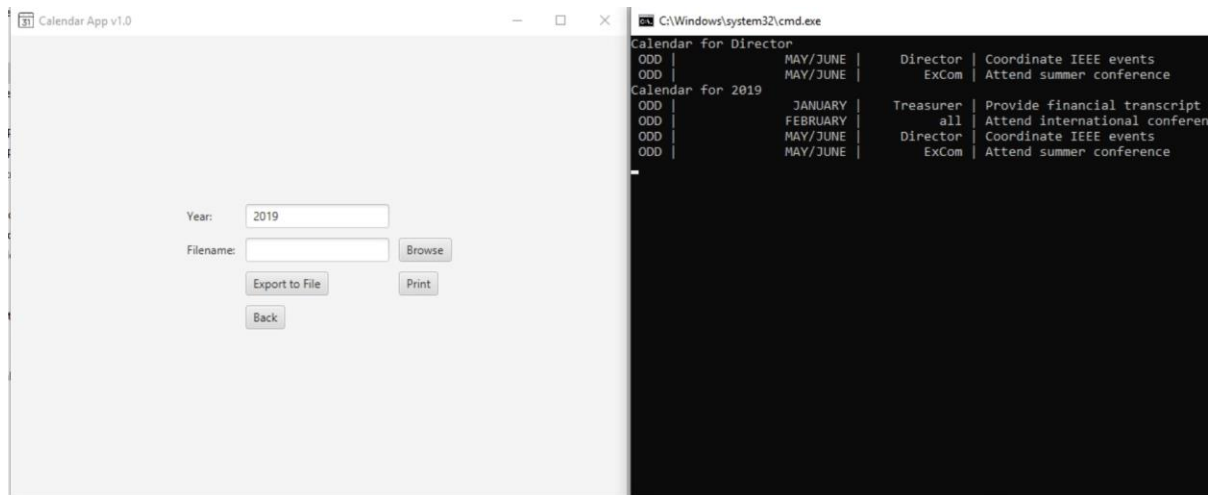 31 Calendar App v1.0
Year: 2019
Filename: Browse
Export to File Print
Back
C:\Windows\system32\cmd.exe
Calendar for Director
ODD | MAY/JUNE | Director | Coordinate IEEE events
ODD | MAY/JUNE | ExCom | Attend summer conference
Calendar for 2019
ODD | JANUARY | Treasurer | Provide financial transcript
ODD | FEBRUARY | all | Attend international conferen
ODD | MAY/JUNE | Director | Coordinate IEEE events
ODD | MAY/JUNE | ExCom | Attend summer conference